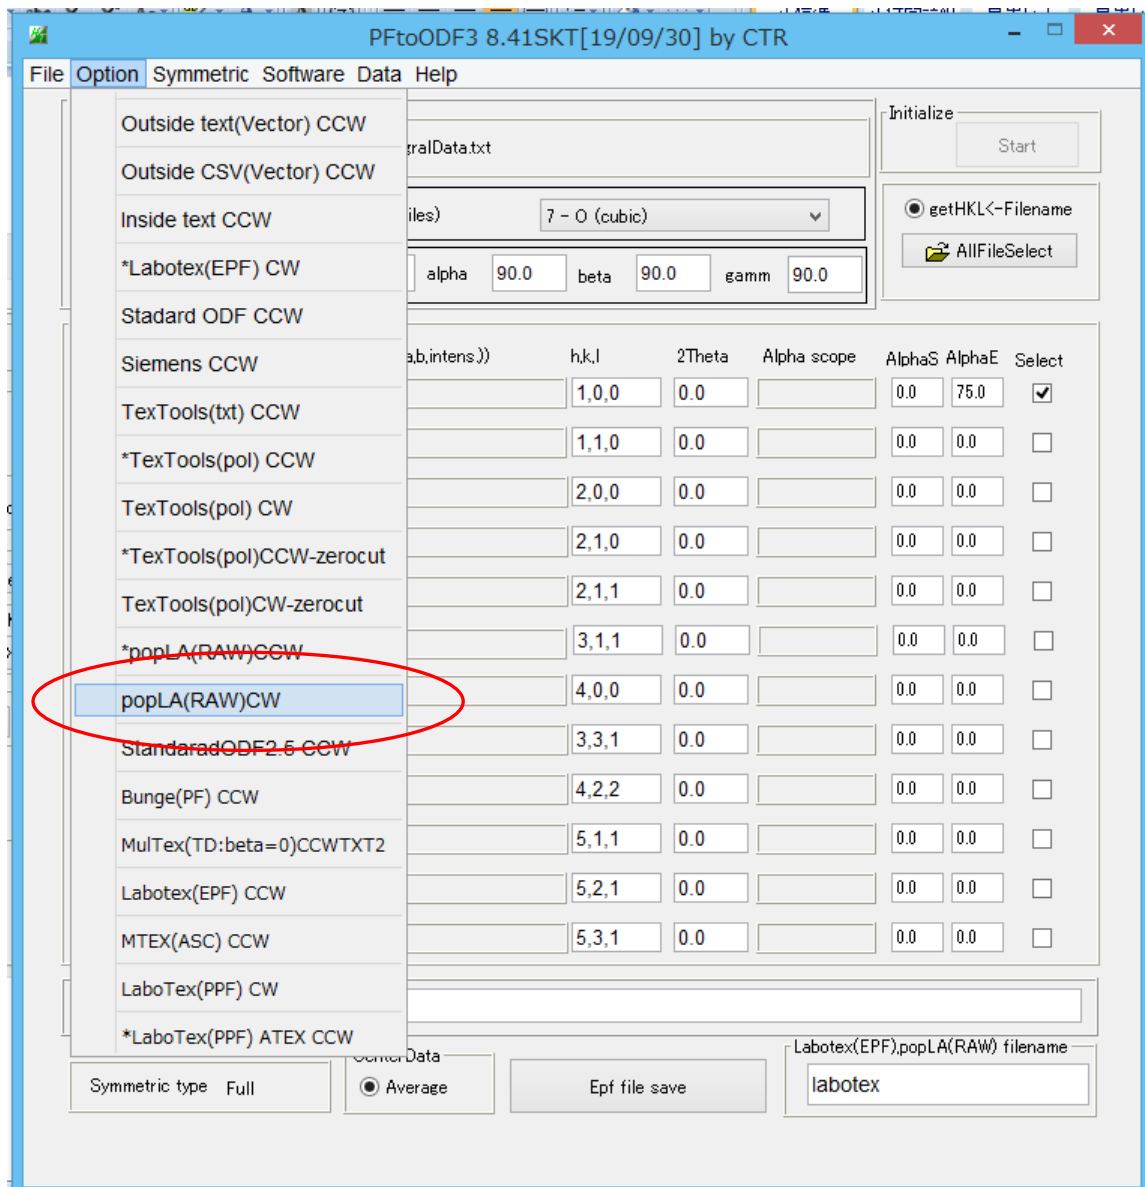 PFtoODF3 8.41SKT[19/09/30] by CTR
File Option Symmetric Software Data Help
Outside text(Vector) CCW
Outside CSV(Vector) CCW
Inside text CCW
*Labotex(EPF) CW
Stadard ODF CCW
Siemens CCW
TexTools(txt) CCW
*TexTools(pol) CCW
TexTools(pol) CW
*TexTools(pol)CCW-zerocut
TexTools(pol)CW-zerocut
*popLA(RAW)CCW
popLA(RAW)CW
StandaradODF2.5 CCW
Bunge(PF) CCW
MulTex(TD:beta=0)CCWTXT2
Labotex(EPF) CCW
MTEX(ASC) CCW
LaboTex(PPF) CW
*LaboTex(PPF) ATEX CCW
gralData.txt
Initialize
Start
iles) 7 - O (cubic)
getHKL<-Filename
AllFileSelect
alpha 90.0 beta 90.0 gamm 90.0
a,b,intens.)) h,k,l 2Theta Alpha scope AlphaS AlphaE Select
1,0,0 0.0 0.0 75.0
1,1,0 0.0 0.0 0.0
2,0,0 0.0 0.0 0.0
2,1,0 0.0 0.0 0.0
2,1,1 0.0 0.0 0.0
3,1,1 0.0 0.0 0.0
4,0,0 0.0 0.0 0.0
3,3,1 0.0 0.0 0.0
4,2,2 0.0 0.0 0.0
5,1,1 0.0 0.0 0.0
5,2,1 0.0 0.0 0.0
5,3,1 0.0 0.0 0.0
Symmetric type Full
CenterData
Average
Epf file save
Labotex(EPF),popLA(RAW) filename
labotex